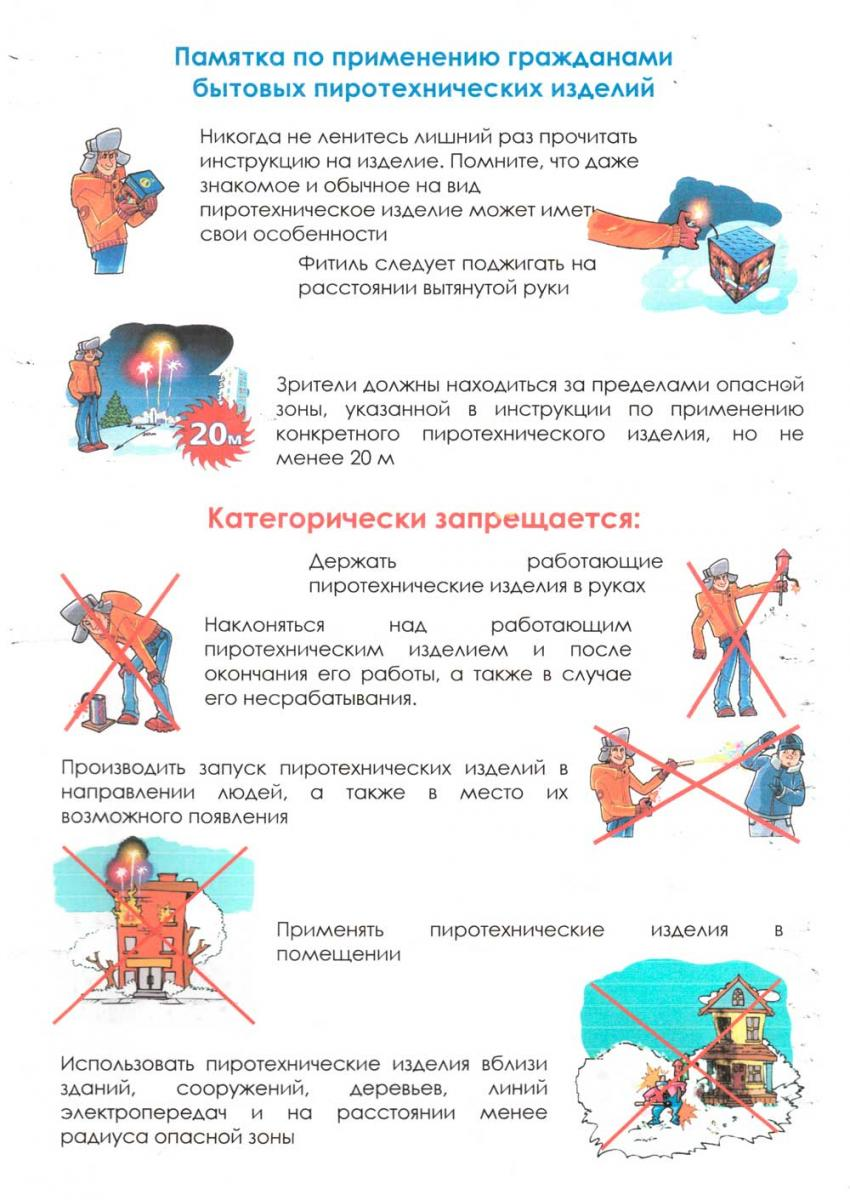 Памятка по применению гражданами
бытовых пиротехнических изделий
Никогда не ленитесь лишний раз прочитать
инструкцию на изделие. Помните, что даже
знакомое и обычное на вид
пиротехническое изделие может иметь
свои особенности
Фитиль следует поджигать на
расстоянии вытянутой руки
Зрители должны находиться за пределами опасной
зоны, указанной в инструкции по применению
конкретного пиротехнического изделия, но не
менее 20 м
20м
Категорически запрещается:
Держать работающие
пиротехнические изделия в руках
Наклоняться над работающим
пиротехническим изделием и после
окончания его работы, а также в случае
его несрабатывания.
Производить запуск пиротехнических изделий в
направлении людей, а также в место их
возможного появления
Применять пиротехнические изделия в
помещении
Использовать пиротехнические изделия вблизи
зданий, сооружений, деревьев, линий
электропередач и на расстоянии менее
радиуса опасной зоны